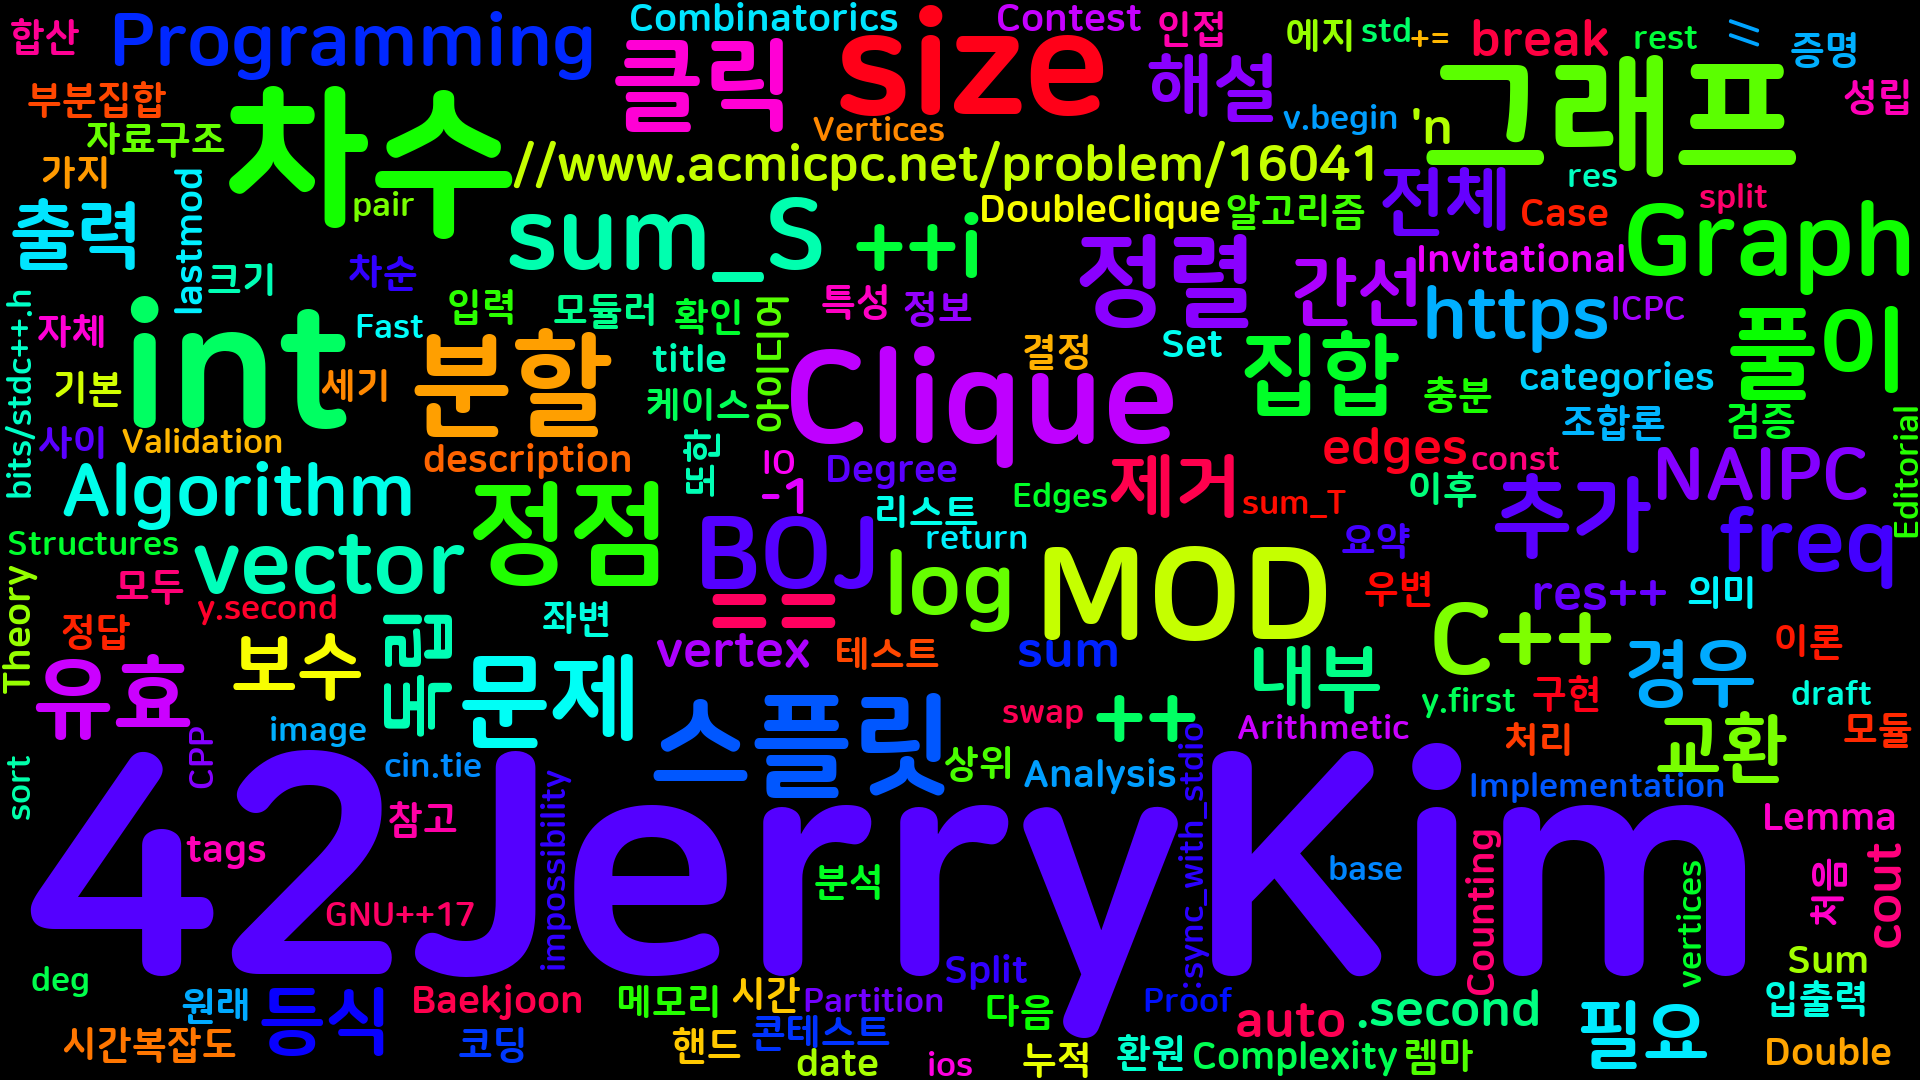 합산
Programming
Combinatorics
size
Contest
인접
에지
std
+=
break
rest
//
증명
부분집합
자료구조
차수
클릭
Vertices
해설
v.begin
'n
그래프
성립
가지
lastmod
pair
//www.acmicpc.net/problem/16041
전체
res
split
출력
크기
차순
sum_S
++i
DoubleClique
알고리즘
Case
Graph
Invitational
bits/stdc++.h
자체
int
Fast
입력
모듈러
확인
아이디어
특성
정보
정렬
간선
https
ICPC
풀이
기본
세기
분할
title
케이스
Clique
결정
Set
집합
충분
categories
조합론
검증
Editorial
사이
Validation
description
또한
IO
-1
Degree
리스트
Edges
제거
sum_T
edges
const
이후
추가
NAIPC
freq
Algorithm
정점
BOJ
return
log
MOD
요약
Structures
Theory
모두
vector
y.second
좌변
==
우변
res++
의미
정답
유효
보수
수열
문제
vertex
테스트
sum
내부
C++
y.first
구현
경우
이론
draft
CPP
image
cin.tie
스플릿
상위
swap
++
Analysis
Arithmetic
::sync_with_stdio
처리
교환
모듈
Implementation
sort
42JerryKim
tags
참고
impossibility
분석
base
Counting
vertices
Lemma
처음
cout
GNU++17
deg
원래
시간복잡도
등식
Baekjoon
코딩
메모리
핸드
시간
Partition
콘테스트
date
Split
ios
다음
누적
Proof
환원
auto
Complexity
.second
렘마
필요
Sum
입출력
Double